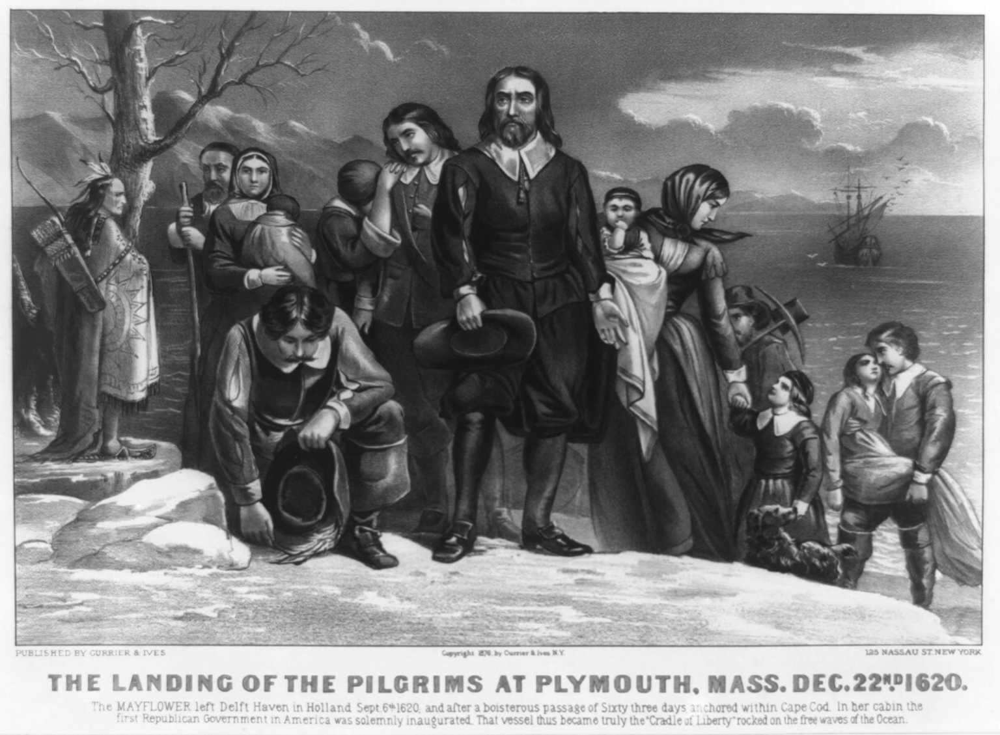 PUBLISHED BY CURRIER & IVES
Copyright 1876, by Currier & Ives N.Y.
125 NASSAU ST. NEW YORK
THE LANDING OF THE PILGRIMS AT PLYMOUTH, MASS. DEC. 22ND 1620.
The MAYFLOWER left Delft Haven in Holland Sept. 6th 1620, and after a boisterous passage of Sixty three days anchored within Cape Cod. In her cabin the
first Republican Government in America was solemnly inaugurated. That vessel thus became truly the "Cradle of Liberty" rocked on the free waves of the Ocean.